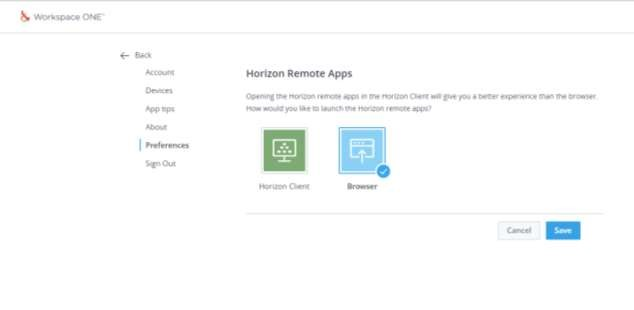 Workspace ONE™
Back
Account
Devices
App tips
About
Preferences
Sign Out
Horizon Remote Apps
Opening the Horizon remote apps in the Horizon Client will give you a better experience than the browser.
How would you like to launch the Horizon remote apps?
Horizon Client
Browser
Cancel
Save